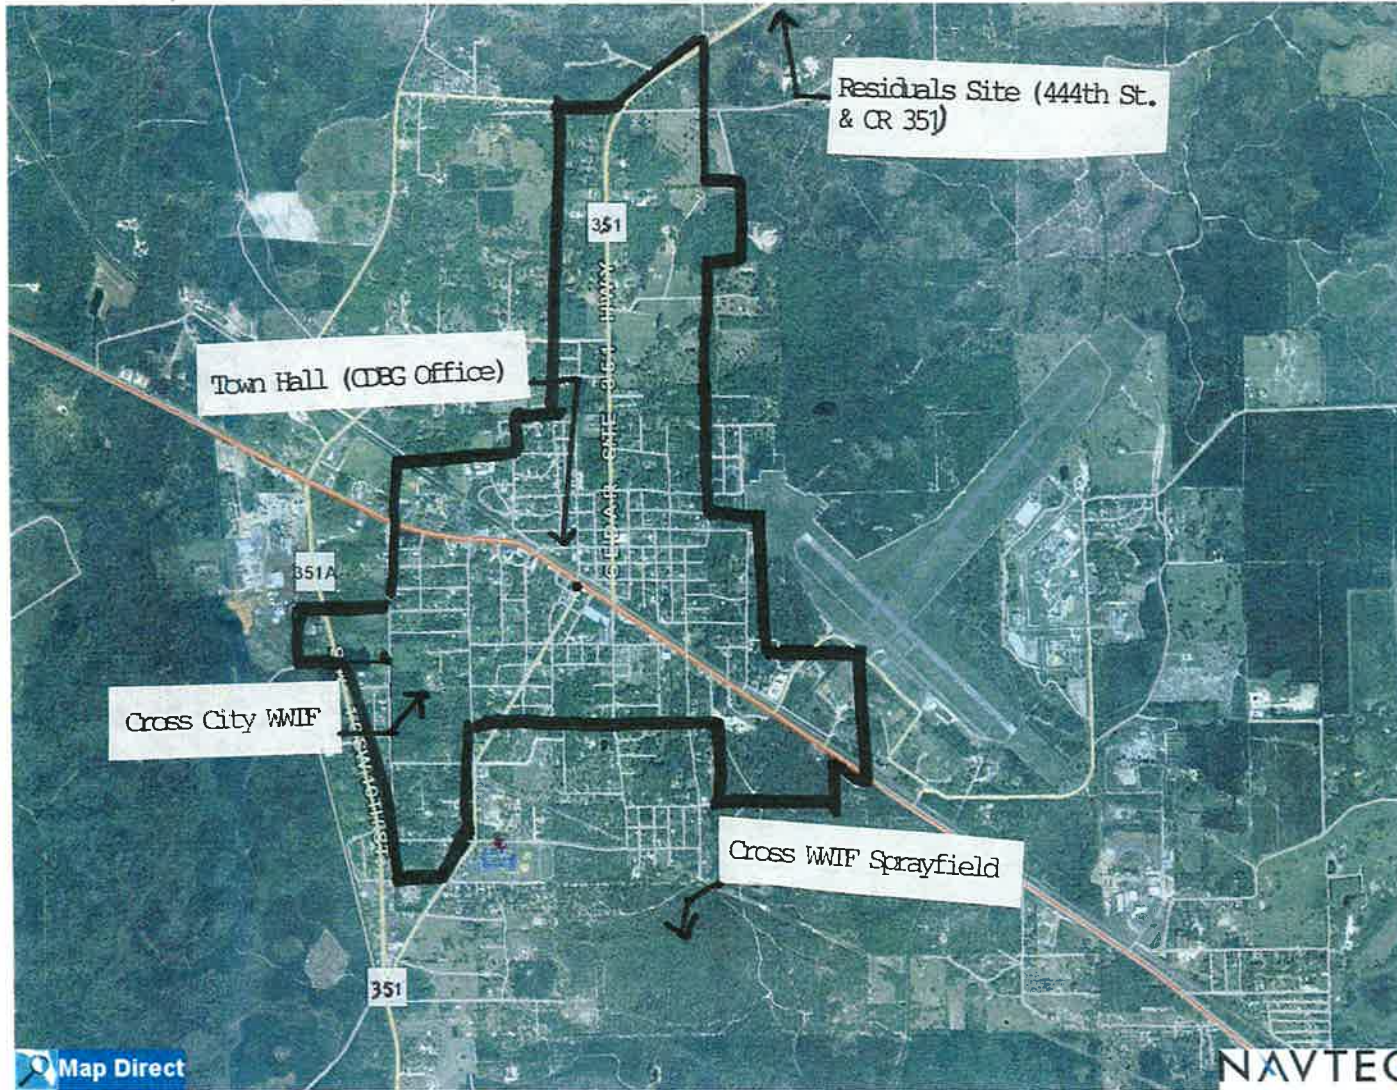 Residuals Site (444th St.
& CR 351)
351
Town Hall (CDBG Office)
351A
Cross City WWTF
Cross WWTF Sprayfield
351
Map Direct
NAVTEQ